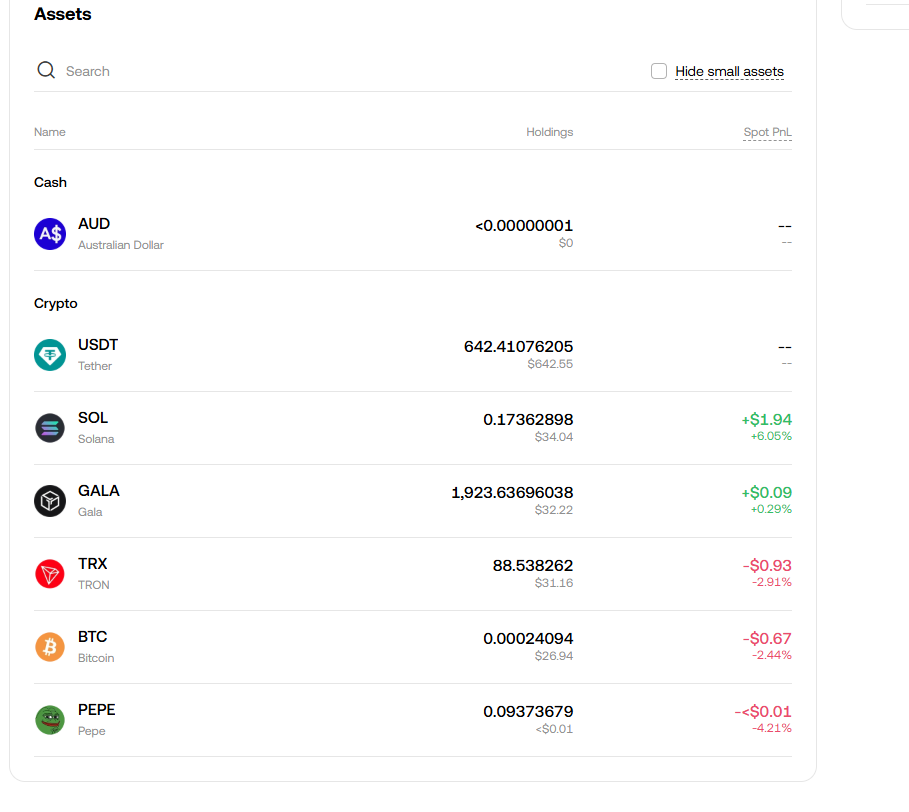 Assets
Search
Hide small assets
Name Holdings Spot PnL
Cash
A$ AUD <0.00000001 --
Australian Dollar $0 --
Crypto
USDT 642.41076205 --
Tether $642.55 --
SOL 0.17362898 +$1.94
Solana $34.04 +6.05%
GALA 1,923.63696038 +$0.09
Gala $32.22 +0.29%
TRX 88.538262 -$0.93
TRON $31.16 -2.91%
BTC 0.00024094 -$0.67
Bitcoin $26.94 -2.44%
PEPE 0.09373679 -<$0.01
Pepe <$0.01 -4.21%